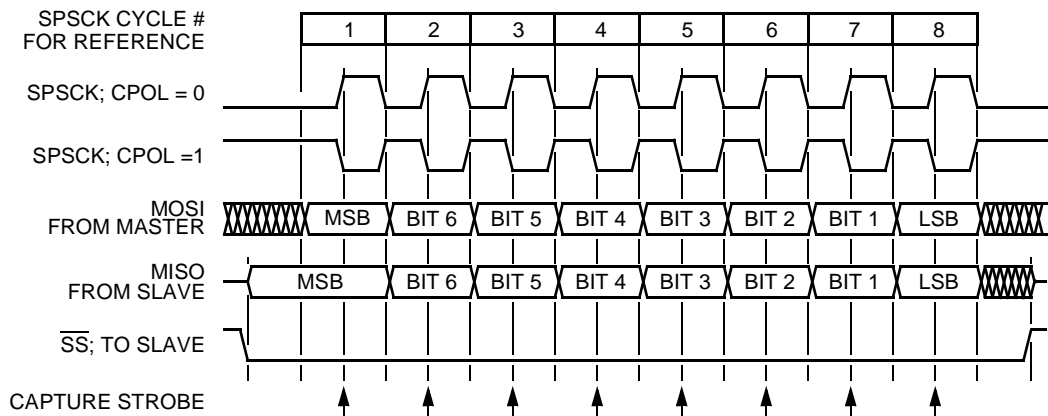 SPSCK CYCLE #
FOR REFERENCE
1 2 3 4 5 6 7 8
SPSCK; CPOL = 0
SPSCK; CPOL =1
MOSI
FROM MASTER
MSB BIT 6 BIT 5 BIT 4 BIT 3 BIT 2 BIT 1 LSB
MISO
FROM SLAVE
MSB BIT 6 BIT 5 BIT 4 BIT 3 BIT 2 BIT 1 LSB
SS; TO SLAVE
CAPTURE STROBE